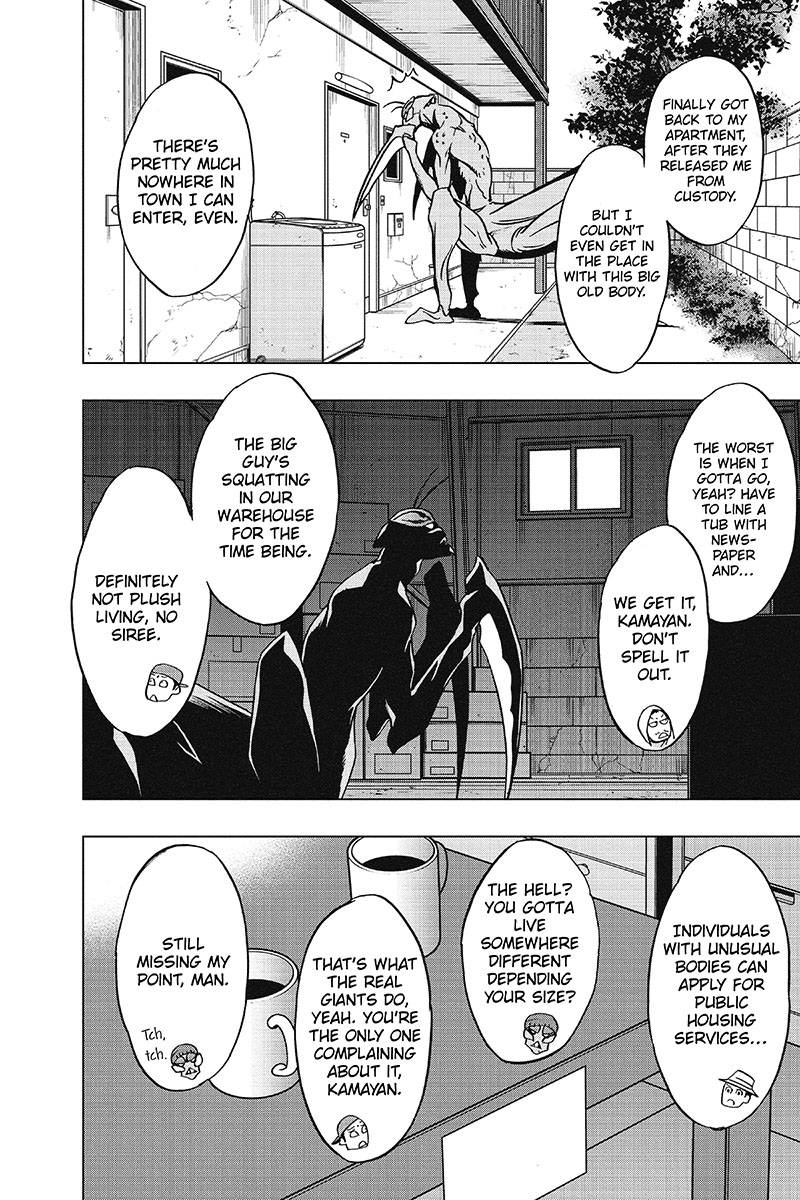 FINALLY GOT
BACK TO MY
APARTMENT,
AFTER THEY
RELEASED ME
FROM
CUSTODY.
BUT I
COULDN'T
EVEN GET IN
THE PLACE
WITH THIS BIG
OLD BODY.
THERE'S
PRETTY MUCH
NOWHERE IN
TOWN I CAN
ENTER, EVEN.
THE WORST
IS WHEN I
GOTTA GO,
YEAH? HAVE
TO LINE A
TUB WITH
NEWS-
PAPER
AND...
WE GET IT,
KAMAYAN.
DON'T
SPELL IT
OUT.
THE BIG
GUY'S
SQUATTING
IN OUR
WAREHOUSE
FOR THE
TIME BEING.
DEFINITELY
NOT PLUSH
LIVING, NO
SIREE.
INDIVIDUALS
WITH UNUSUAL
BODIES CAN
APPLY FOR
PUBLIC
HOUSING
SERVICES...
THE HELL?
YOU GOTTA
LIVE
SOMEWHERE
DIFFERENT
DEPENDING
YOUR SIZE?
THAT'S WHAT
THE REAL
GIANTS DO,
YEAH. YOU'RE
THE ONLY ONE
COMPLAINING
ABOUT IT,
KAMAYAN.
STILL
MISSING MY
POINT, MAN.
Tch,
tch.